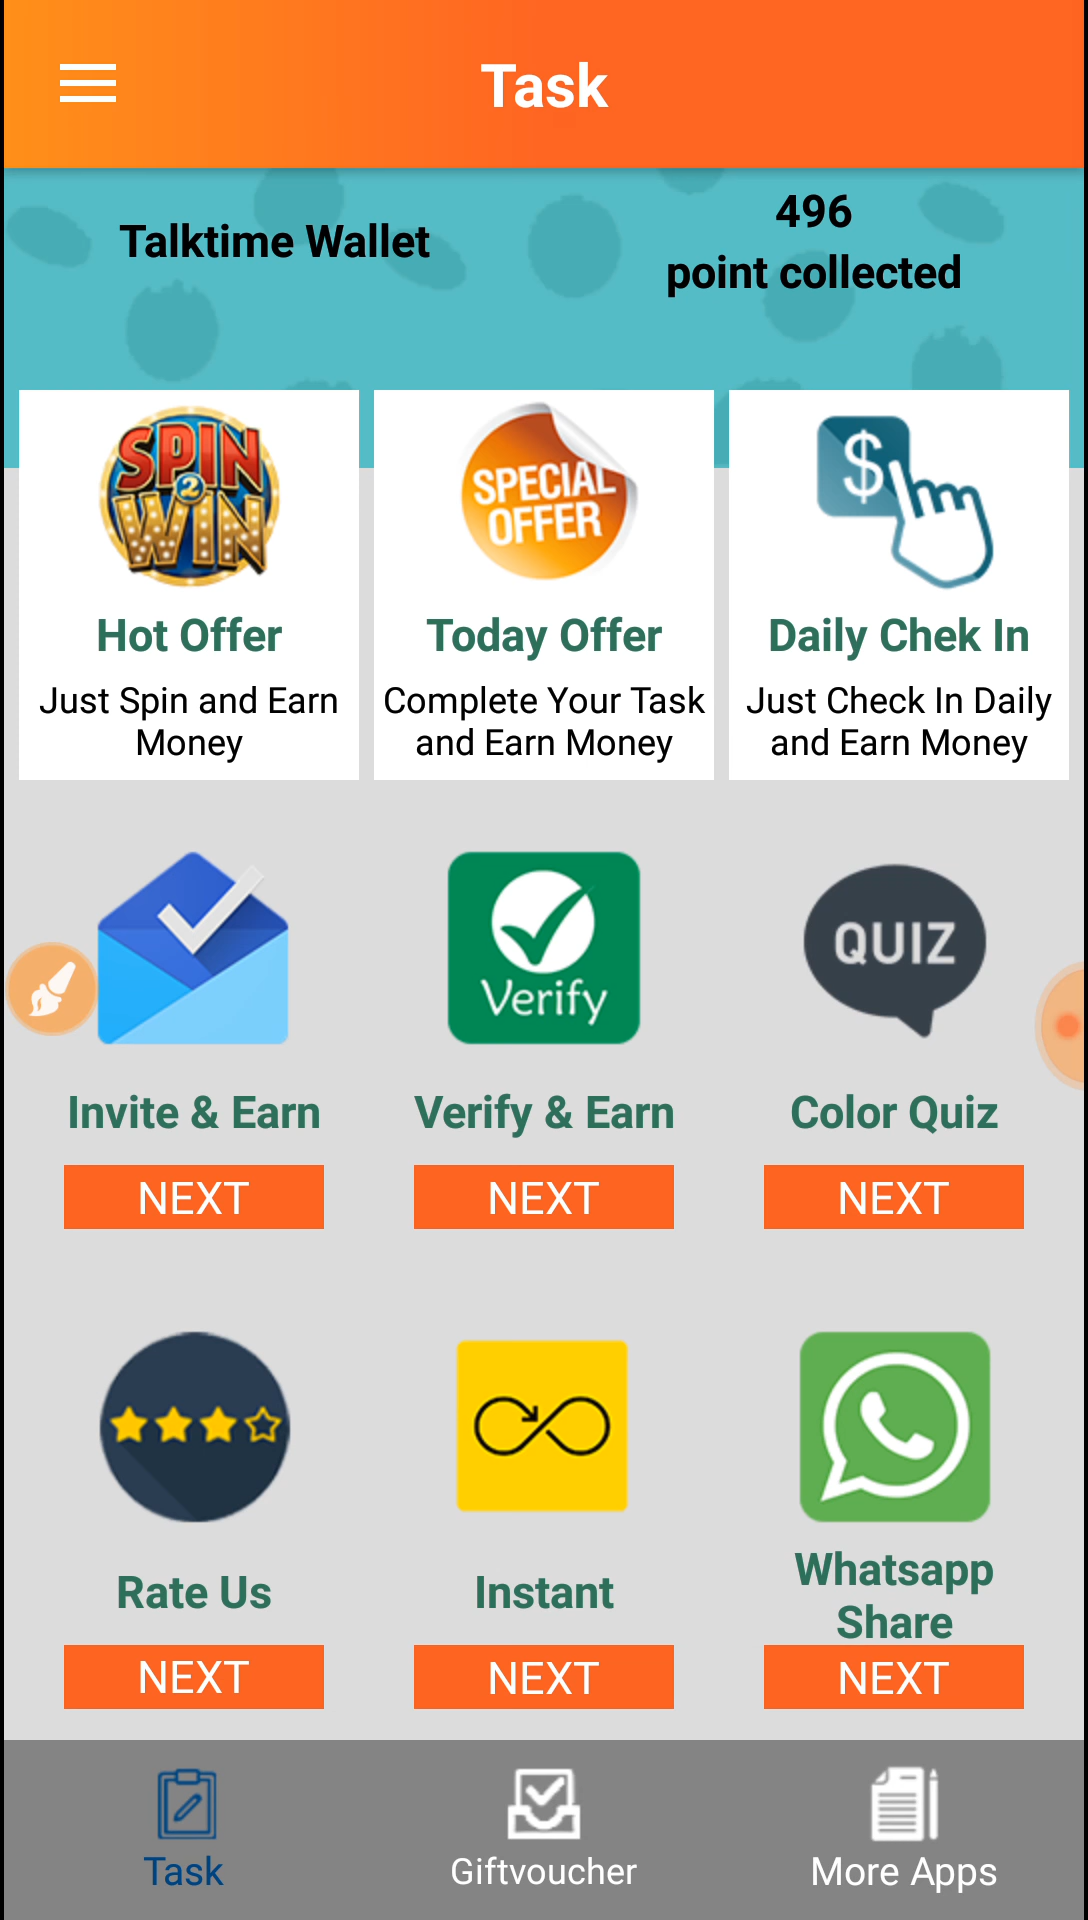 Task
Talktime Wallet
496
point collected
SPIN
2
WIN
SPECIAL
OFFER
$
Hot Offer
Today Offer
Daily Chek In
Just Spin and Earn
Money
Complete Your Task
and Earn Money
Just Check In Daily
and Earn Money
Verify
QUIZ
Invite & Earn
Verify & Earn
Color Quiz
NEXT
NEXT
NEXT
Rate Us
Instant
Whatsapp
Share
NEXT
NEXT
NEXT
Task
Giftvoucher
More Apps